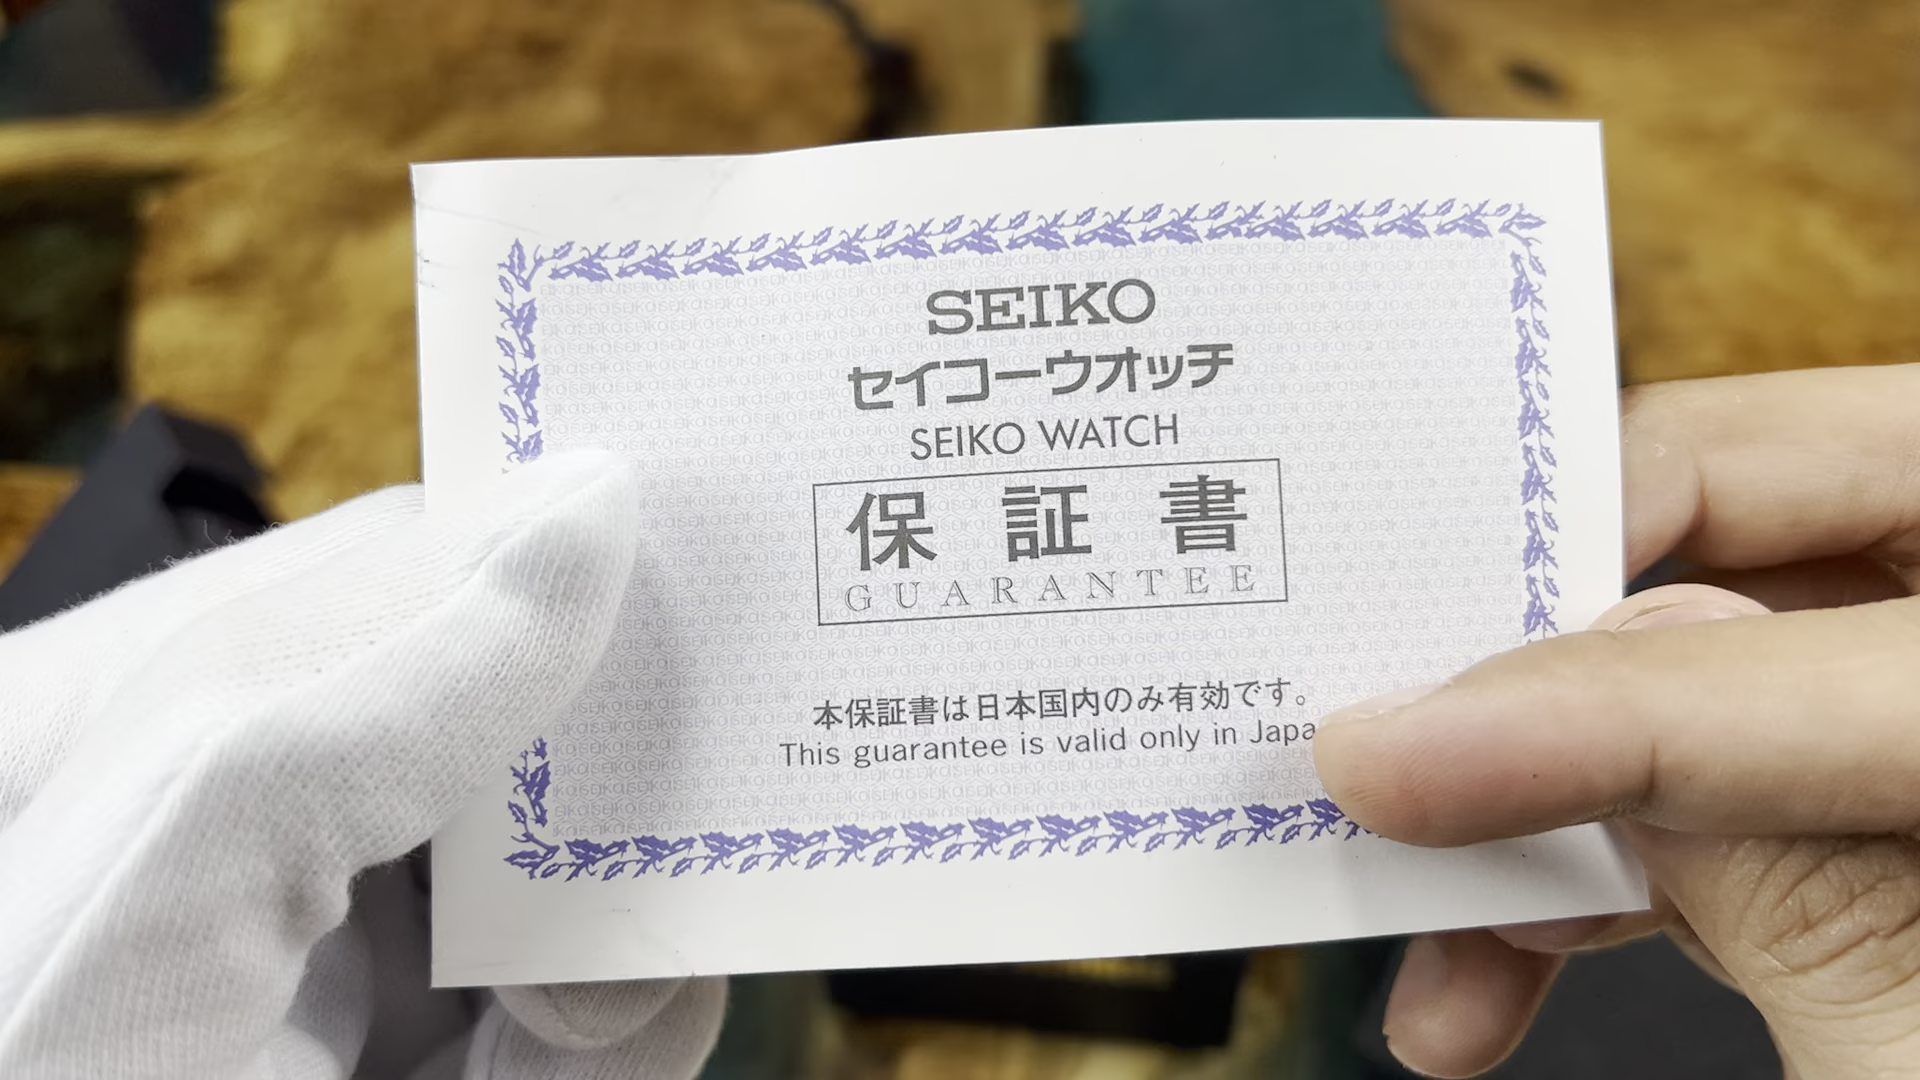 SEIKO
セイコーウオッチ
SEIKO WATCH
保証書
GUARANTEE
本保証書は日本国内のみ有効です。
This guarantee is valid only in